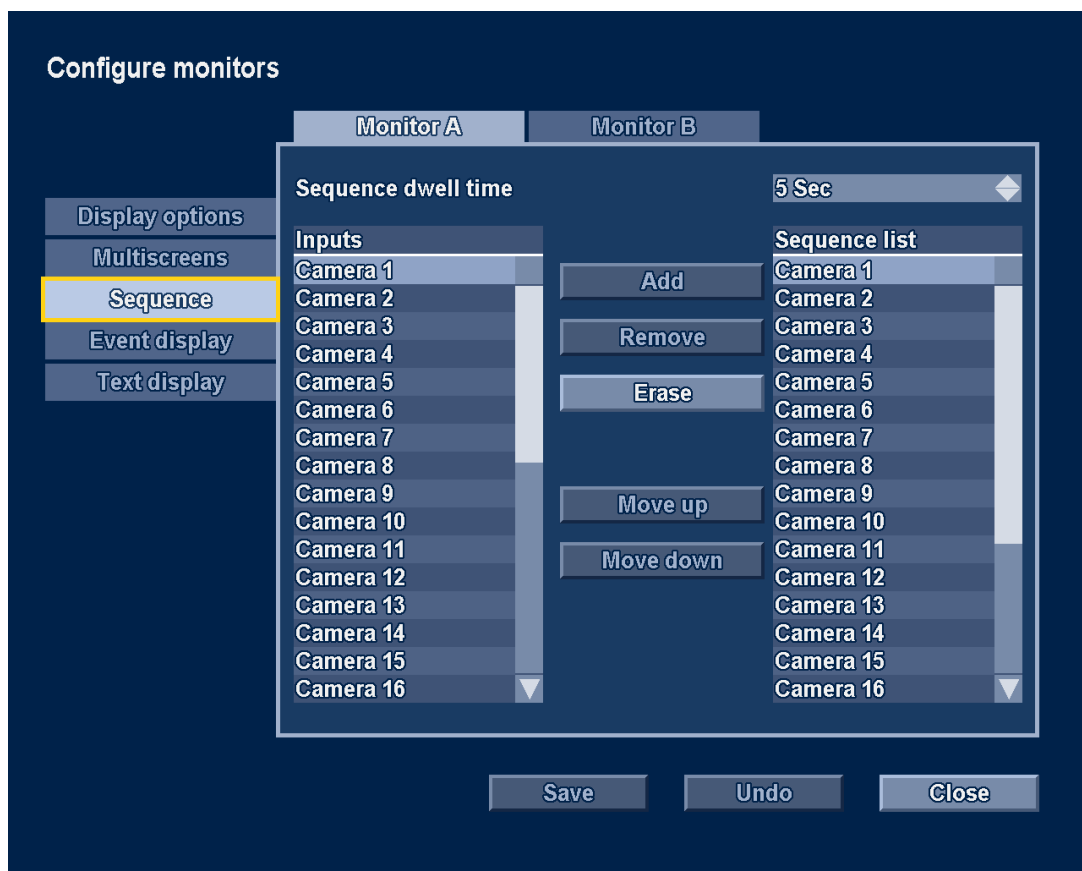 Configure monitors
Monitor A Monitor B
Sequence dwell time 5 Sec
Display options
Multiscreens
Sequence
Event display
Text display
Inputs
Camera 1
Camera 2
Camera 3
Camera 4
Camera 5
Camera 6
Camera 7
Camera 8
Camera 9
Camera 10
Camera 11
Camera 12
Camera 13
Camera 14
Camera 15
Camera 16
Add
Remove
Erase
Move up
Move down
Sequence list
Camera 1
Camera 2
Camera 3
Camera 4
Camera 5
Camera 6
Camera 7
Camera 8
Camera 9
Camera 10
Camera 11
Camera 12
Camera 13
Camera 14
Camera 15
Camera 16
Save Undo Close